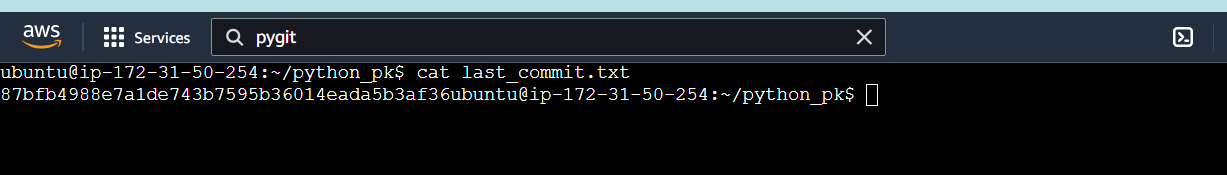 aws Services pygit
ubuntu@ip-172-31-50-254:~/python_pk$ cat last_commit.txt
87bfb4988e7a1de743b7595b36014eada5b3af36ubuntu@ip-172-31-50-254:~/python_pk$